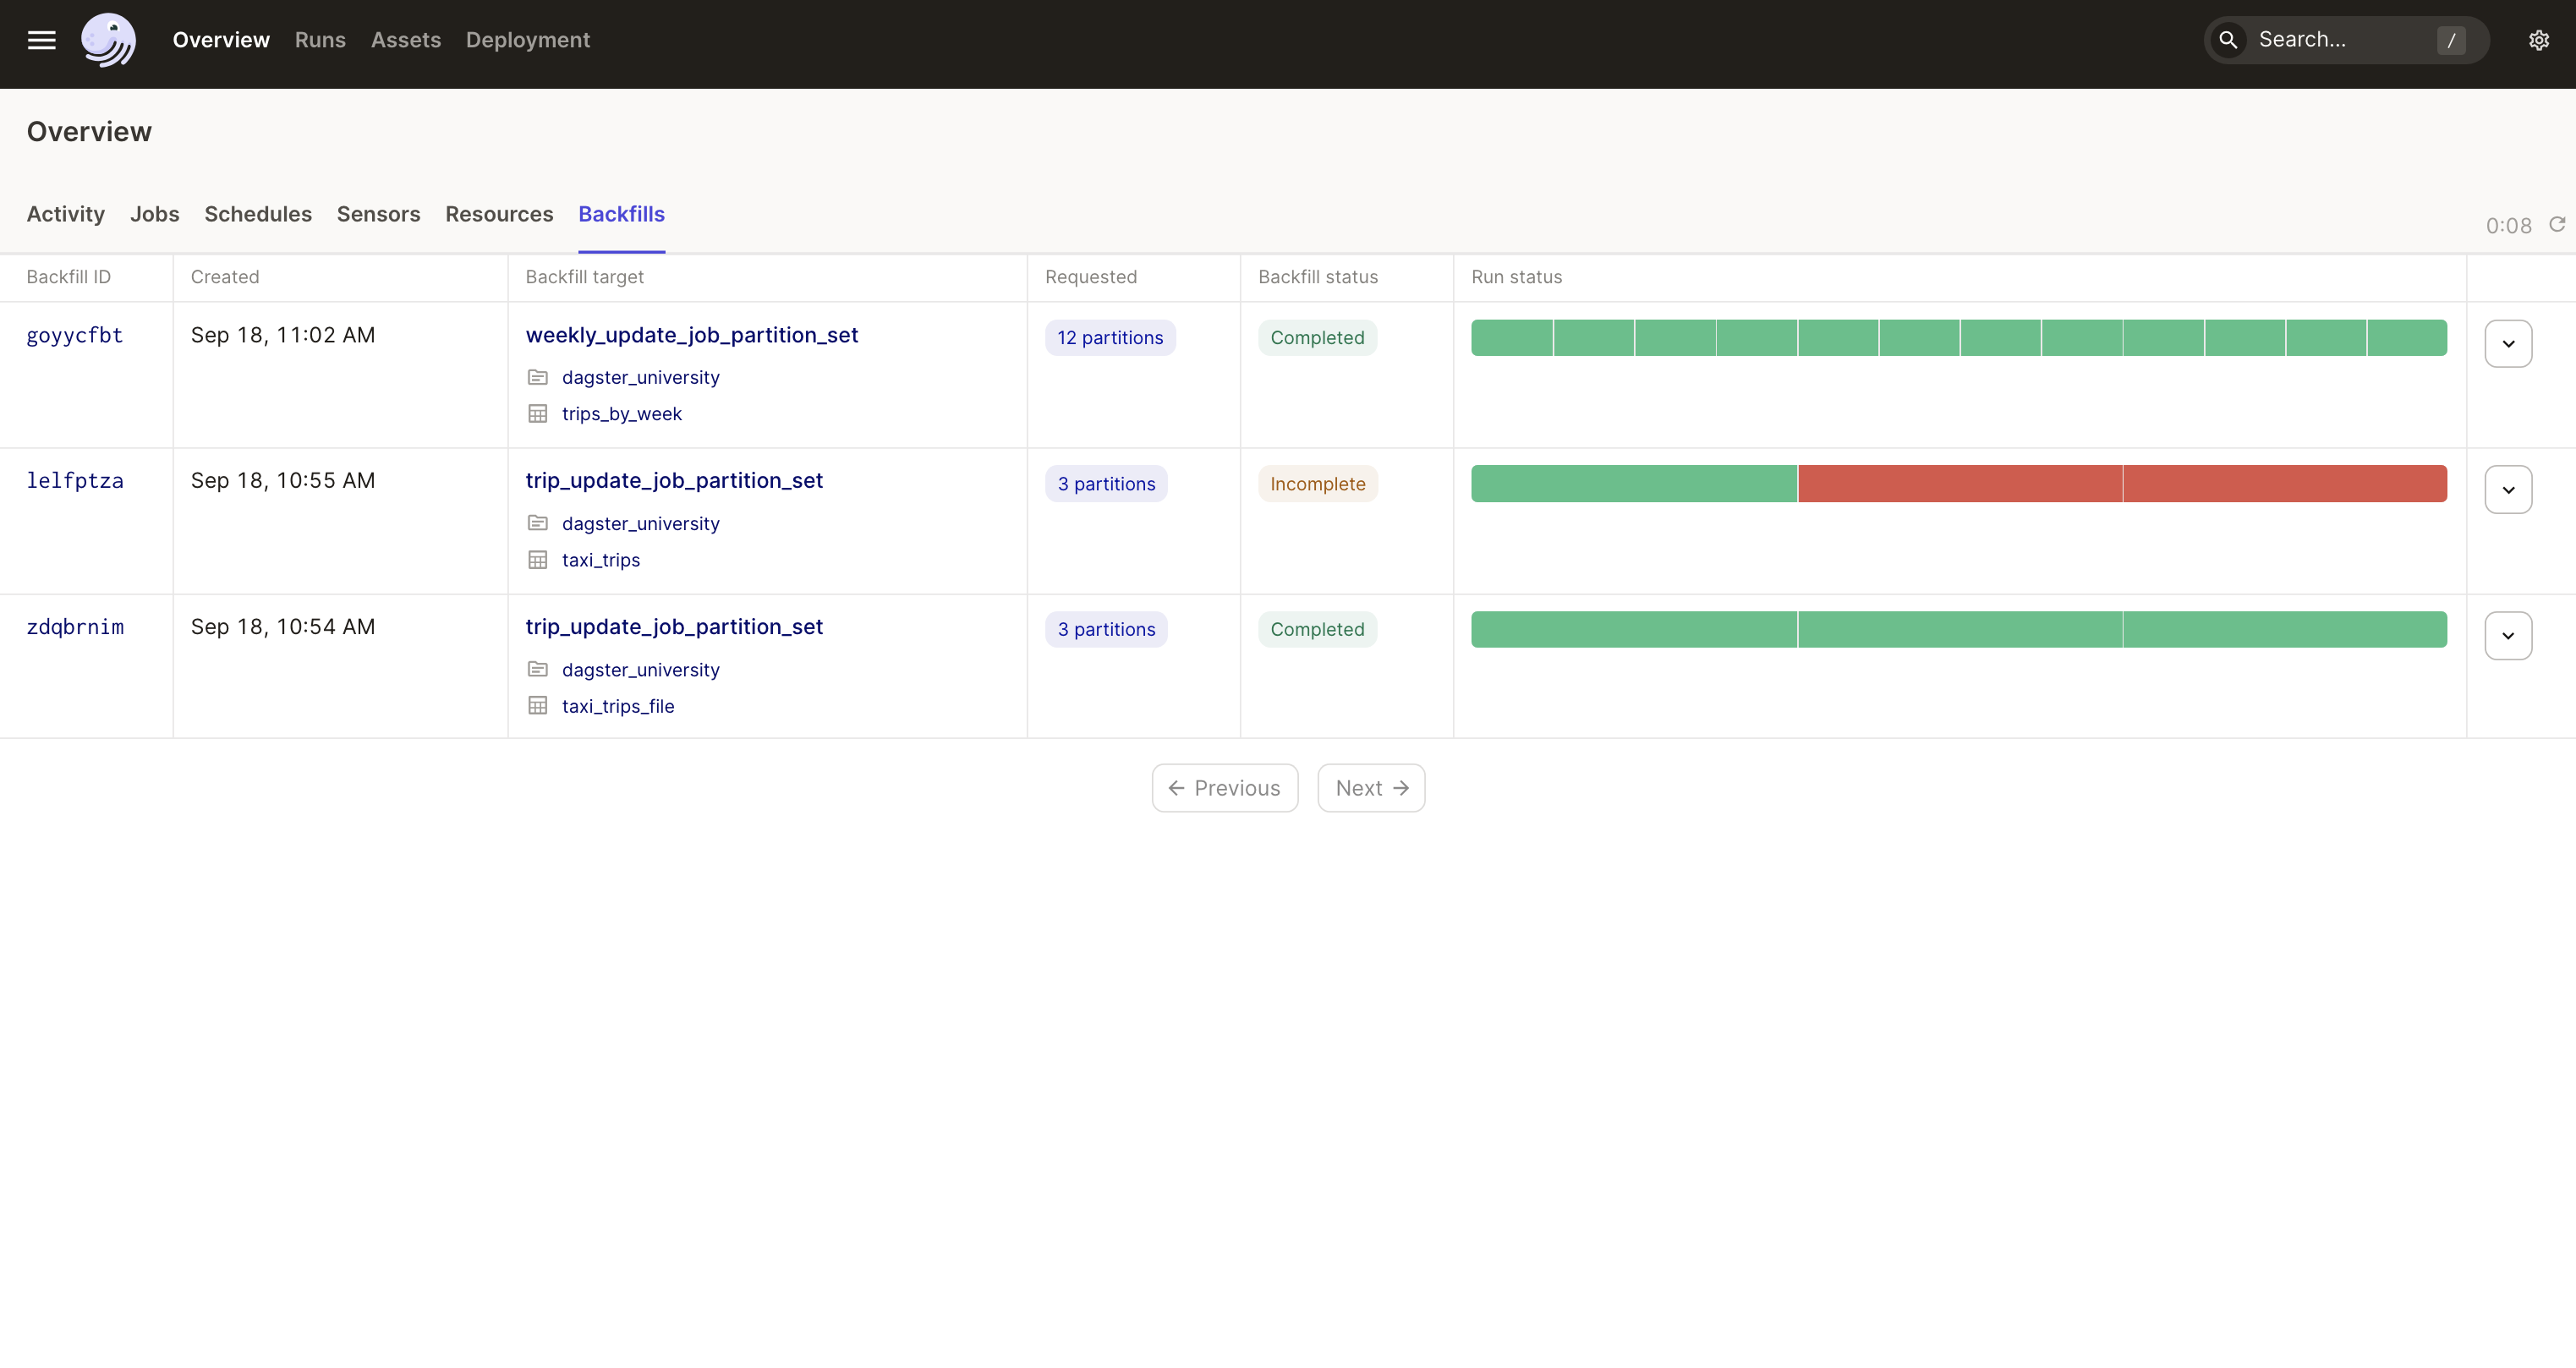 Overview Runs Assets Deployment Search... /
Overview
Activity Jobs Schedules Sensors Resources Backfills 0:08
Backfill ID Created Backfill target Requested Backfill status Run status
goyycfbt Sep 18, 11:02 AM weekly_update_job_partition_set 12 partitions Completed
dagster_university
trips_by_week
lelfptza Sep 18, 10:55 AM trip_update_job_partition_set 3 partitions Incomplete
dagster_university
taxi_trips
zdqbrnim Sep 18, 10:54 AM trip_update_job_partition_set 3 partitions Completed
dagster_university
taxi_trips_file
Previous Next